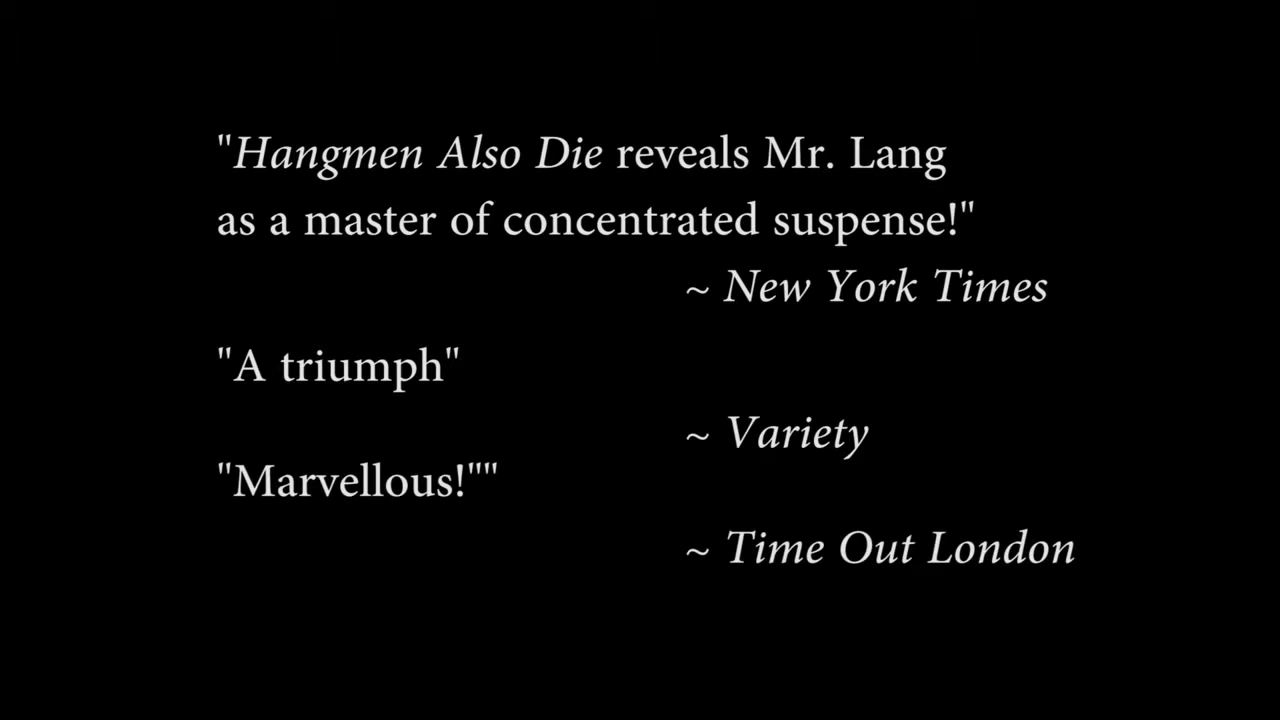 "Hangmen Also Die reveals Mr. Lang
as a master of concentrated suspense!"
~ New York Times
"A triumph"
~ Variety
"Marvellous!""
~ Time Out London